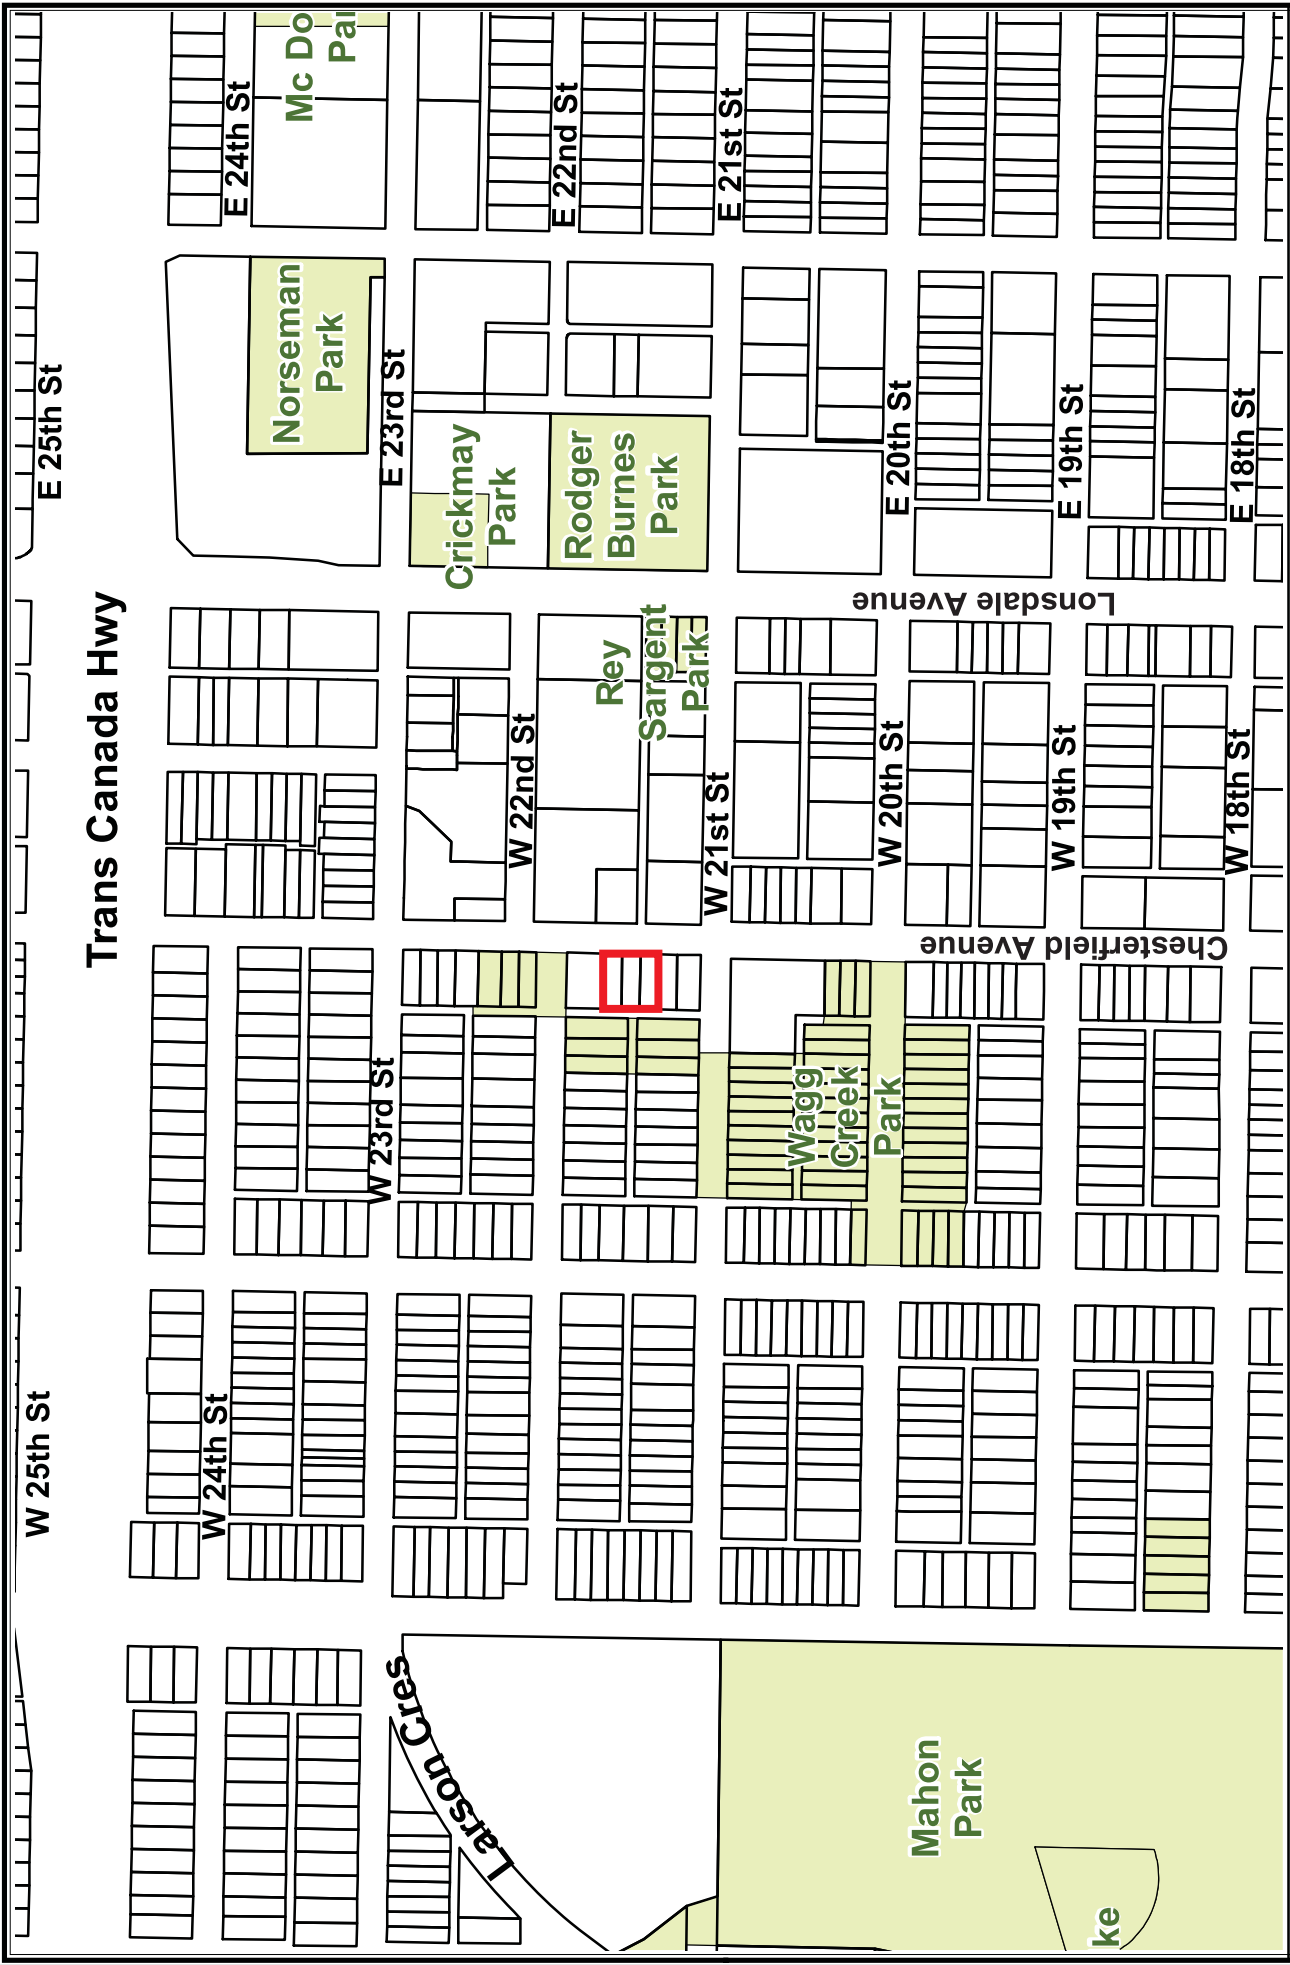 Mc Do
Pa
E 24th St
E 22nd St
E 21st St
Norseman
Park
E 25th St
E 23rd St
Crickmay
Park
Rodger
Burnes
Park
E 20th St
E 19th St
E 18th St
Lonsdale Avenue
Trans Canada Hwy
Rey
Sargent
Park
W 22nd St
W 21st St
W 20th St
W 19th St
W 18th St
Chesterfield Avenue
W 23rd St
Wagg
Creek
Park
W 25th St
W 24th St
Larson Cres
Mahon
Park
ke